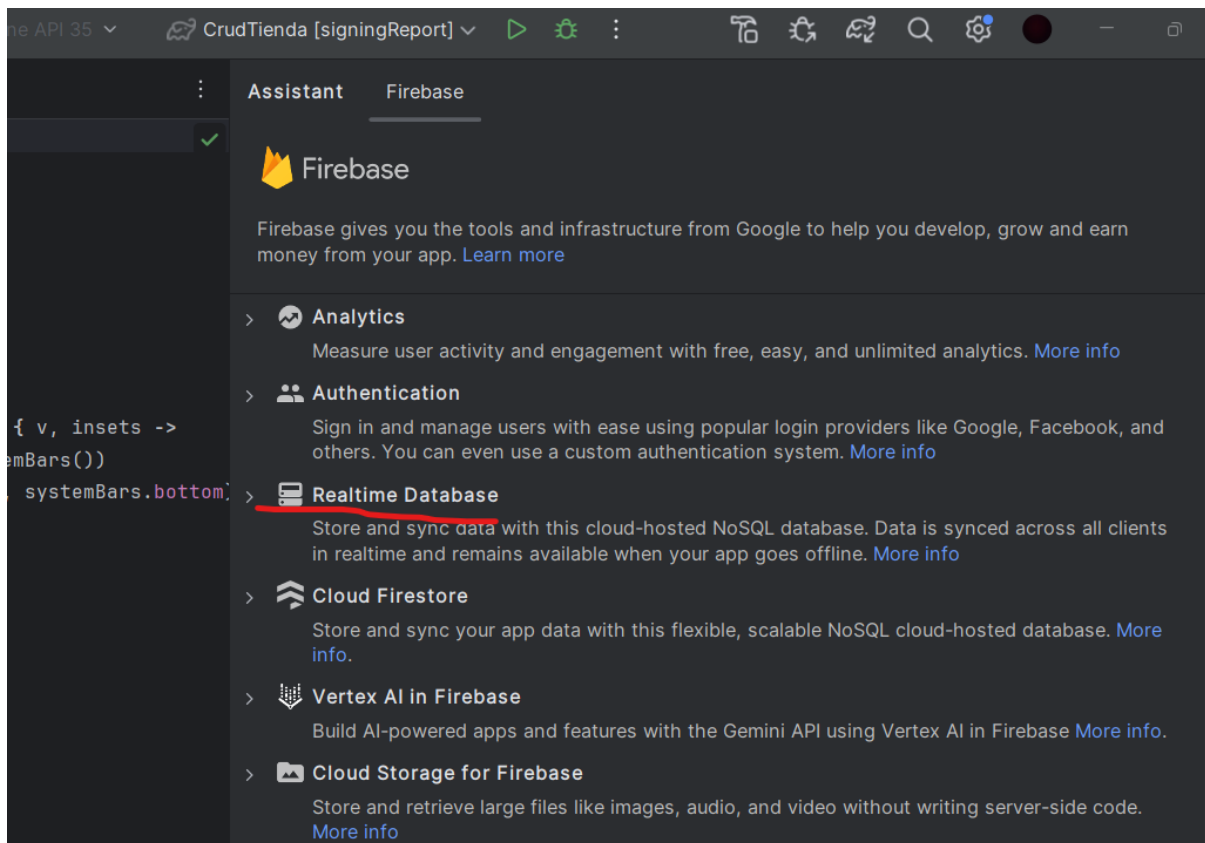 ne API 35
CrudTienda [signingReport]
Assistant Firebase
Firebase
Firebase gives you the tools and infrastructure from Google to help you develop, grow and earn
money from your app. Learn more
Analytics
Measure user activity and engagement with free, easy, and unlimited analytics. More info
Authentication
{ v, insets ->
Sign in and manage users with ease using popular login providers like Google, Facebook, and
emBars())
others. You can even use a custom authentication system. More info
, systemBars.bottom)
Realtime Database
Store and sync data with this cloud-hosted NoSQL database. Data is synced across all clients
in realtime and remains available when your app goes offline. More info
Cloud Firestore
Store and sync your app data with this flexible, scalable NoSQL cloud-hosted database. More
info.
Vertex AI in Firebase
Build AI-powered apps and features with the Gemini API using Vertex AI in Firebase More info.
Cloud Storage for Firebase
Store and retrieve large files like images, audio, and video without writing server-side code.
More info